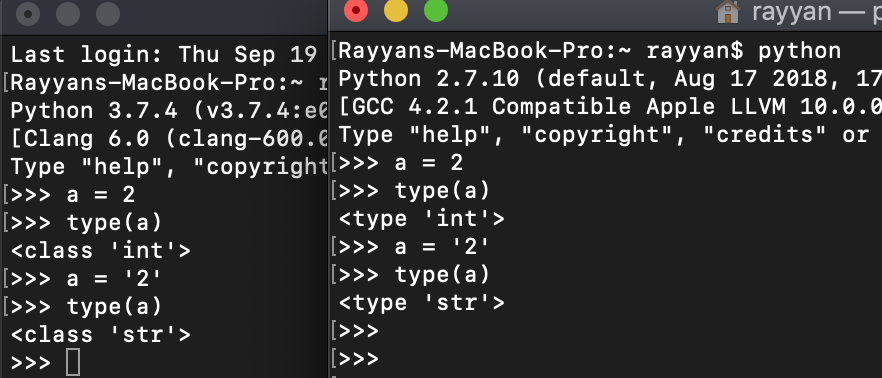 Last login: Thu Sep 19
[Rayyans-MacBook-Pro:~
Python 3.7.4 (v3.7.4:e0
[Clang 6.0 (clang-600.0
Type "help", "copyright
[>>> a = 2
[>>> type(a)
<class 'int'>
[>>> a = '2'
[>>> type(a)
<class 'str'>
>>>
rayyan —
[Rayyans-MacBook-Pro:~ rayyan$ python
Python 2.7.10 (default, Aug 17 2018, 17
[GCC 4.2.1 Compatible Apple LLVM 10.0.0
Type "help", "copyright", "credits" or
[>>> a = 2
[>>> type(a)
<type 'int'>
[>>> a = '2'
[>>> type(a)
<type 'str'>
[>>>
[>>>